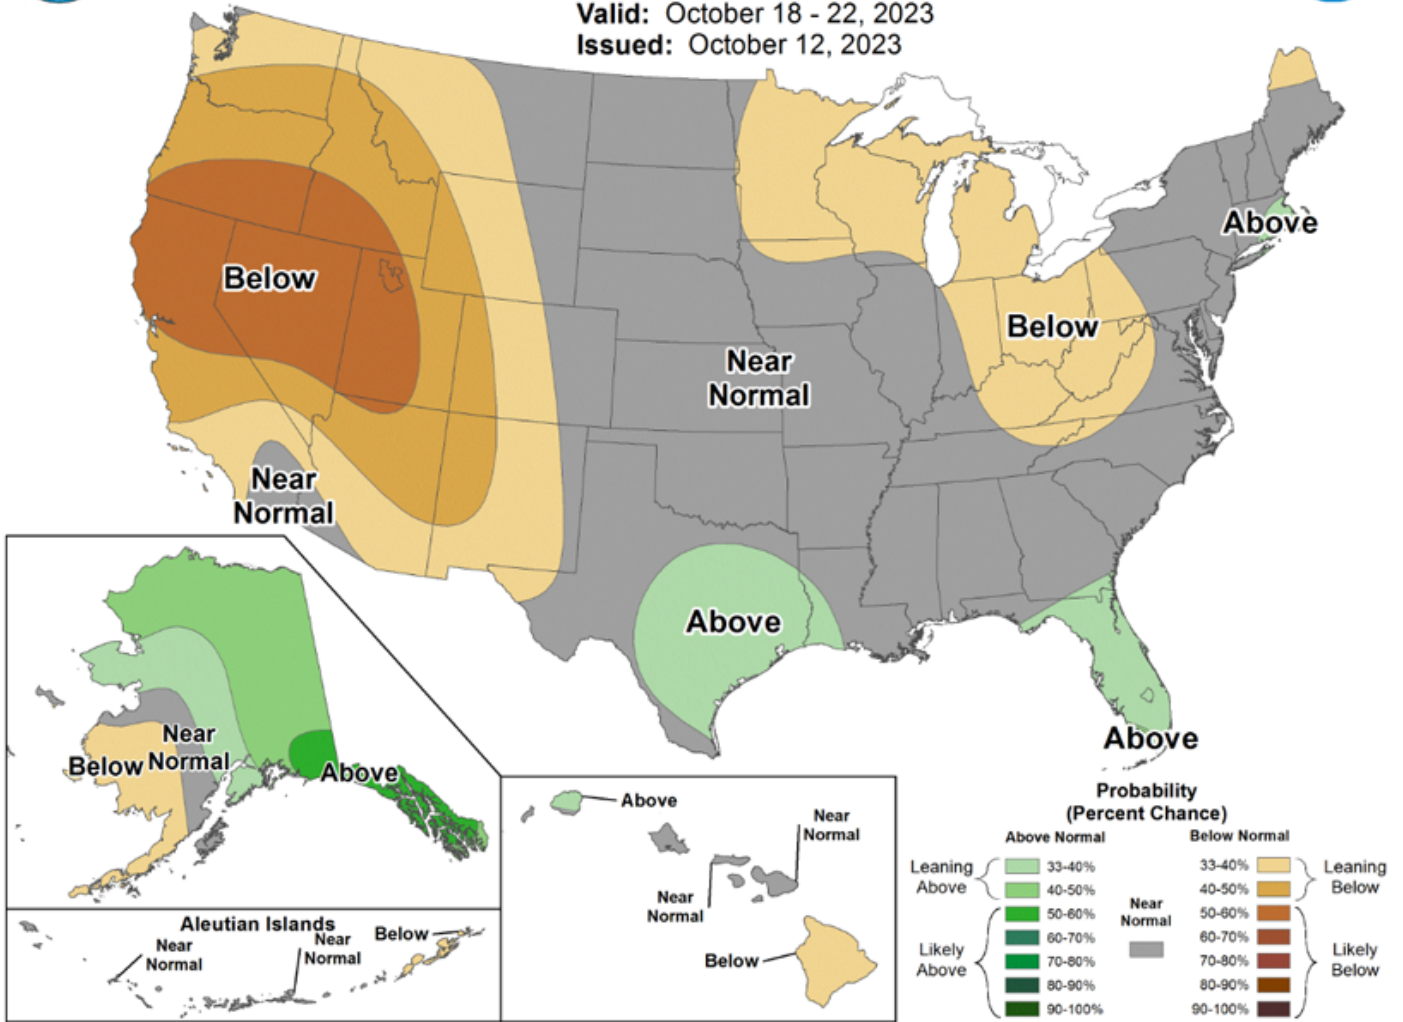 Valid: October 18 - 22, 2023
Issued: October 12, 2023
Above
Below
Below
Near
Normal
Near
Normal
Above
Above
Near
Normal
Below
Above
Aleutian Islands
Near
Normal
Near
Normal
Below
Above
Near
Normal
Near
Normal
Below
Probability
(Percent Chance)
Above Normal
Below Normal
Leaning
Above
33-40%
40-50%
50-60%
60-70%
70-80%
80-90%
90-100%
Likely
Above
Near
Normal
33-40%
40-50%
50-60%
60-70%
70-80%
80-90%
90-100%
Leaning
Below
Likely
Below